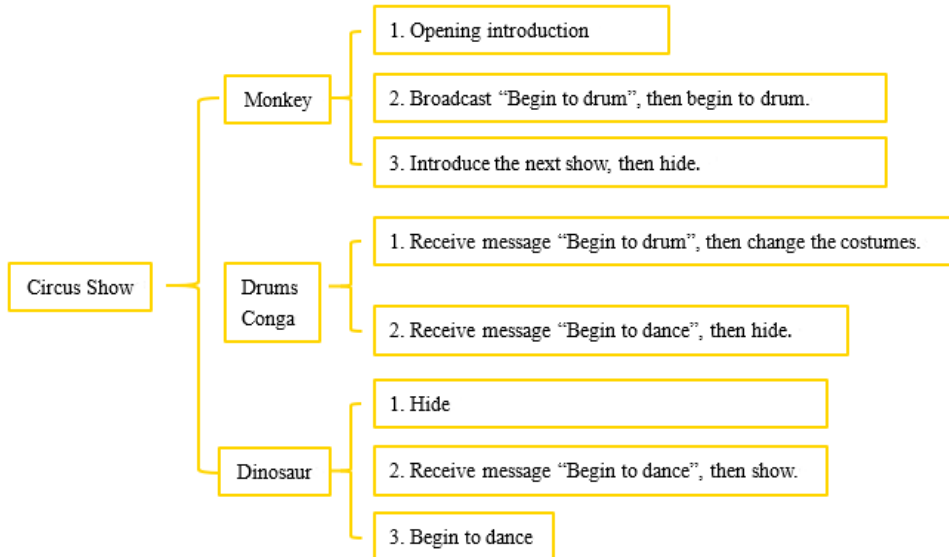 1. Opening introduction
Monkey
2. Broadcast “Begin to drum”, then begin to drum.
3. Introduce the next show, then hide.
1. Receive message “Begin to drum”, then change the costumes.
Circus Show
Drums
Conga
2. Receive message “Begin to dance”, then hide.
1. Hide
Dinosaur
2. Receive message “Begin to dance”, then show.
3. Begin to dance